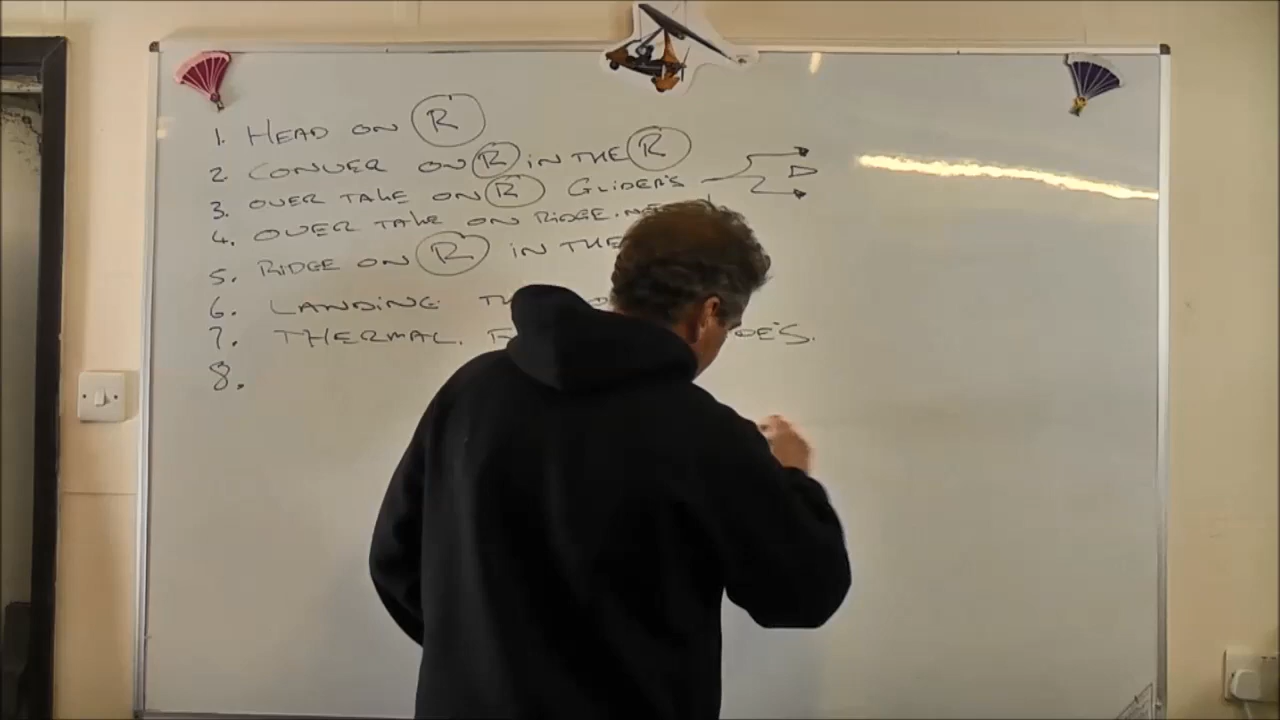 1. HEAD ON R
2. CONVER ON R IN THE R
3. OVER TAKE ON R GLIDER'S
4. OVER TAKE ON RIDGE.
5. RIDGE ON R IN THE
6. LANDING
7. THERMAL.
8.